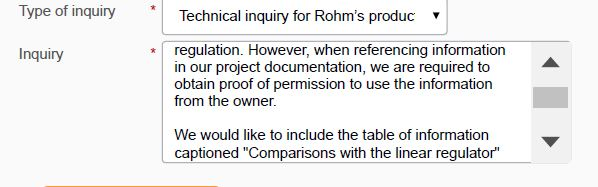 Type of inquiry * Technical inquiry for Rohm's produc
Inquiry * regulation. However, when referencing information
in our project documentation, we are required to
obtain proof of permission to use the information
from the owner.
We would like to include the table of information
captioned "Comparisons with the linear regulator"